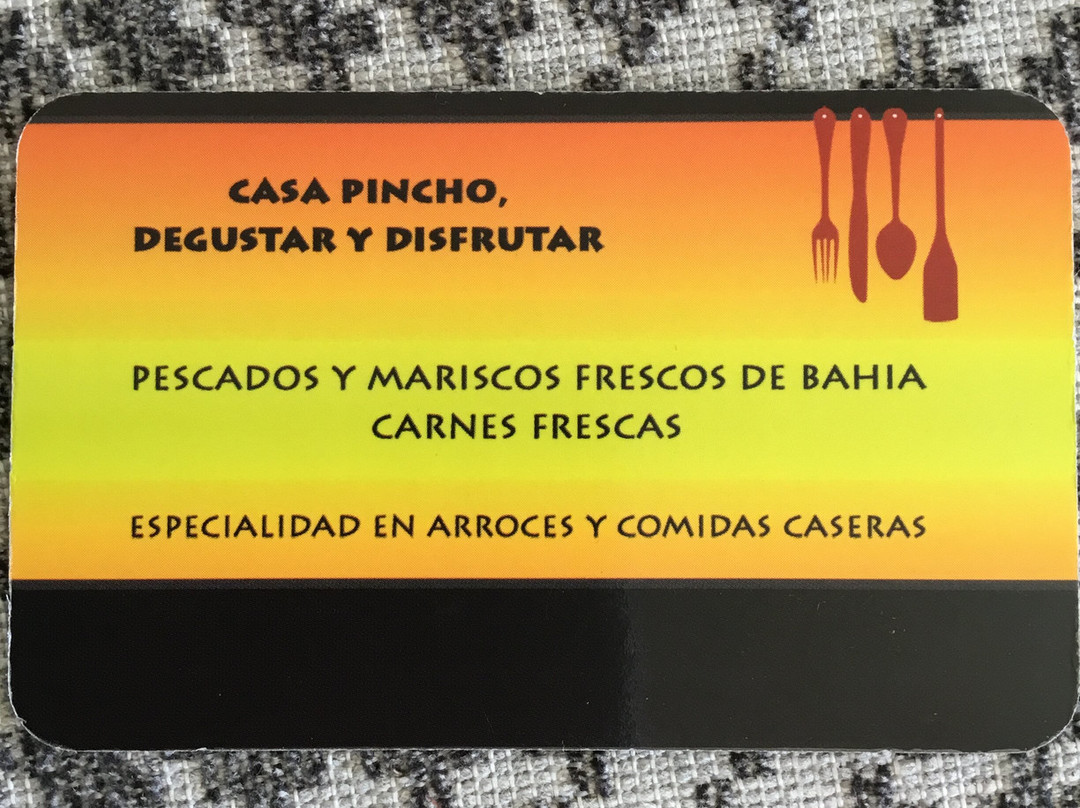 CASA PINCHO,
DEGUSTAR Y DISFRUTAR
PESCADOS Y MARISCOS FRESCOS DE BAHIA
CARNES FRESCAS
ESPECIALIDAD EN ARROCES Y COMIDAS CASERAS